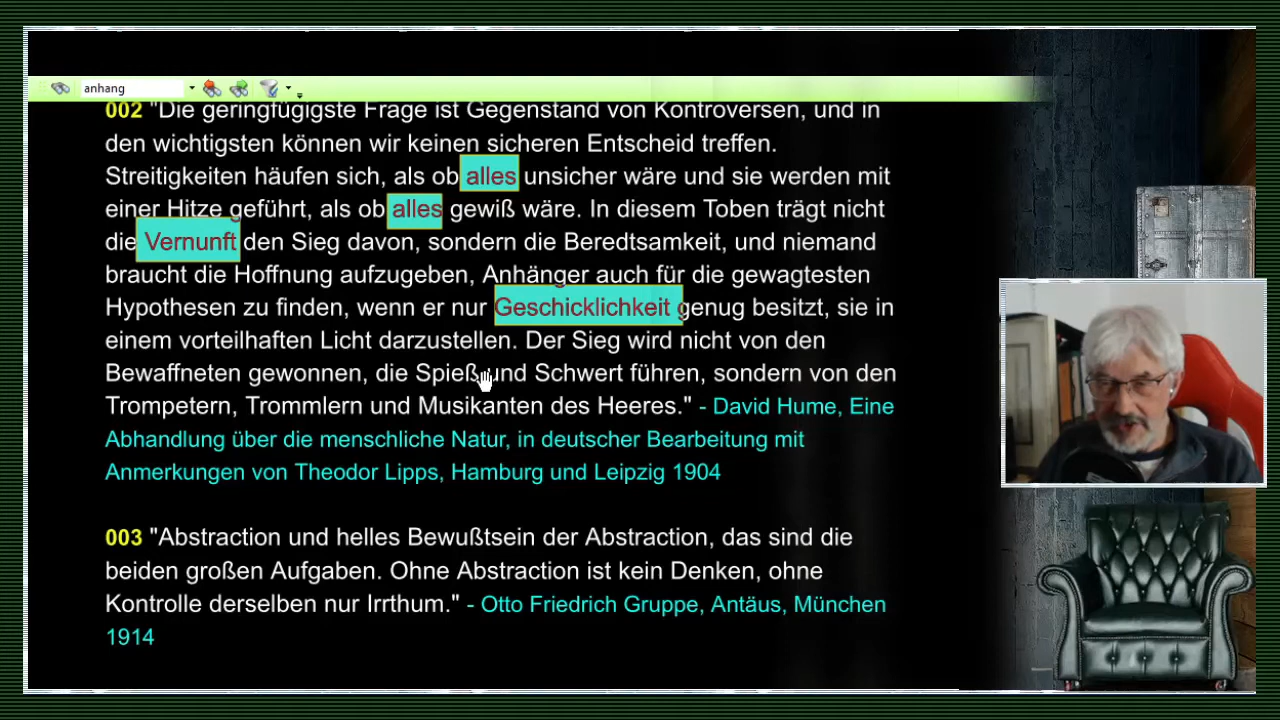 anhang
002 "Die geringfügigste Frage ist Gegenstand von Kontroversen, und in
den wichtigsten können wir keinen sicheren Entscheid treffen.
Streitigkeiten häufen sich, als ob alles unsicher wäre und sie werden mit
einer Hitze geführt, als ob alles gewiß wäre. In diesem Toben trägt nicht
die Vernunft den Sieg davon, sondern die Beredtsamkeit, und niemand
braucht die Hoffnung aufzugeben, Anhänger auch für die gewagtesten
Hypothesen zu finden, wenn er nur Geschicklichkeit genug besitzt, sie in
einem vorteilhaften Licht darzustellen. Der Sieg wird nicht von den
Bewaffneten gewonnen, die Spieß und Schwert führen, sondern von den
Trompetern, Trommlern und Musikanten des Heeres." - David Hume, Eine
Abhandlung über die menschliche Natur, in deutscher Bearbeitung mit
Anmerkungen von Theodor Lipps, Hamburg und Leipzig 1904
003 "Abstraction und helles Bewußtsein der Abstraction, das sind die
beiden großen Aufgaben. Ohne Abstraction ist kein Denken, ohne
Kontrolle derselben nur Irrthum." - Otto Friedrich Gruppe, Antäus, München
1914